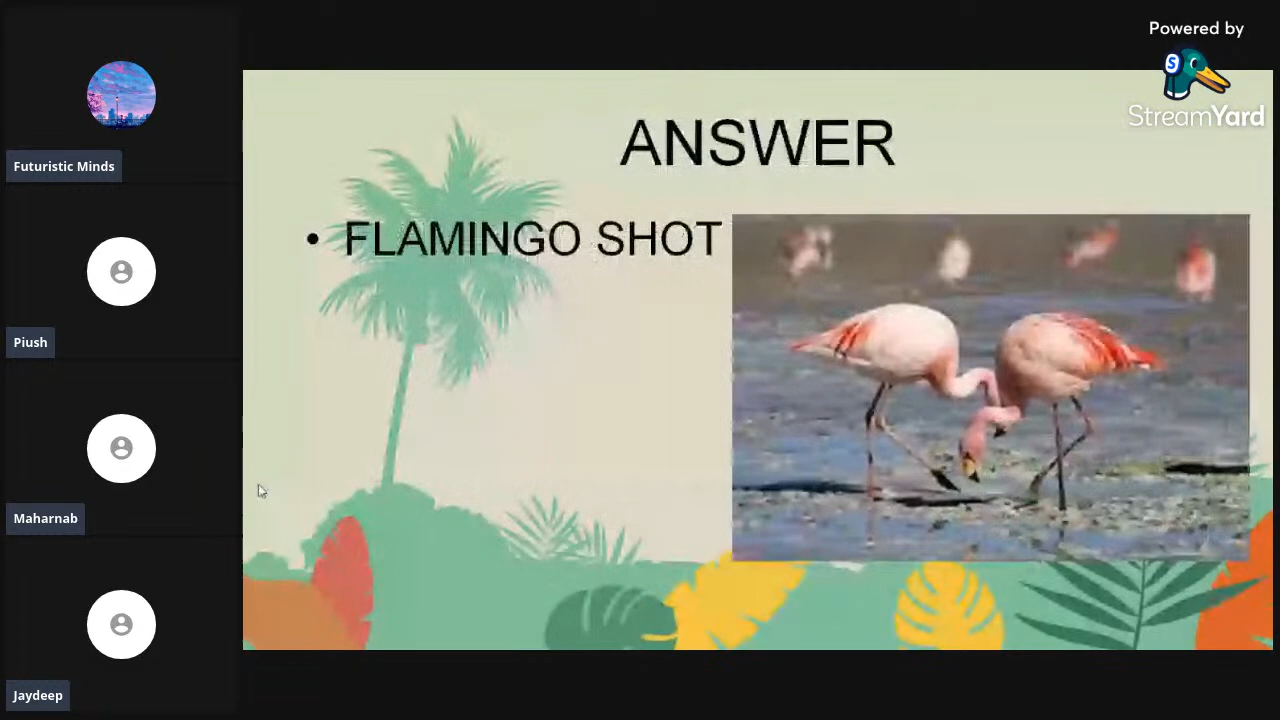 Powered by
S
StreamYard
Futuristic Minds
Piush
Maharnab
Jaydeep
ANSWER
• FLAMINGO SHOT